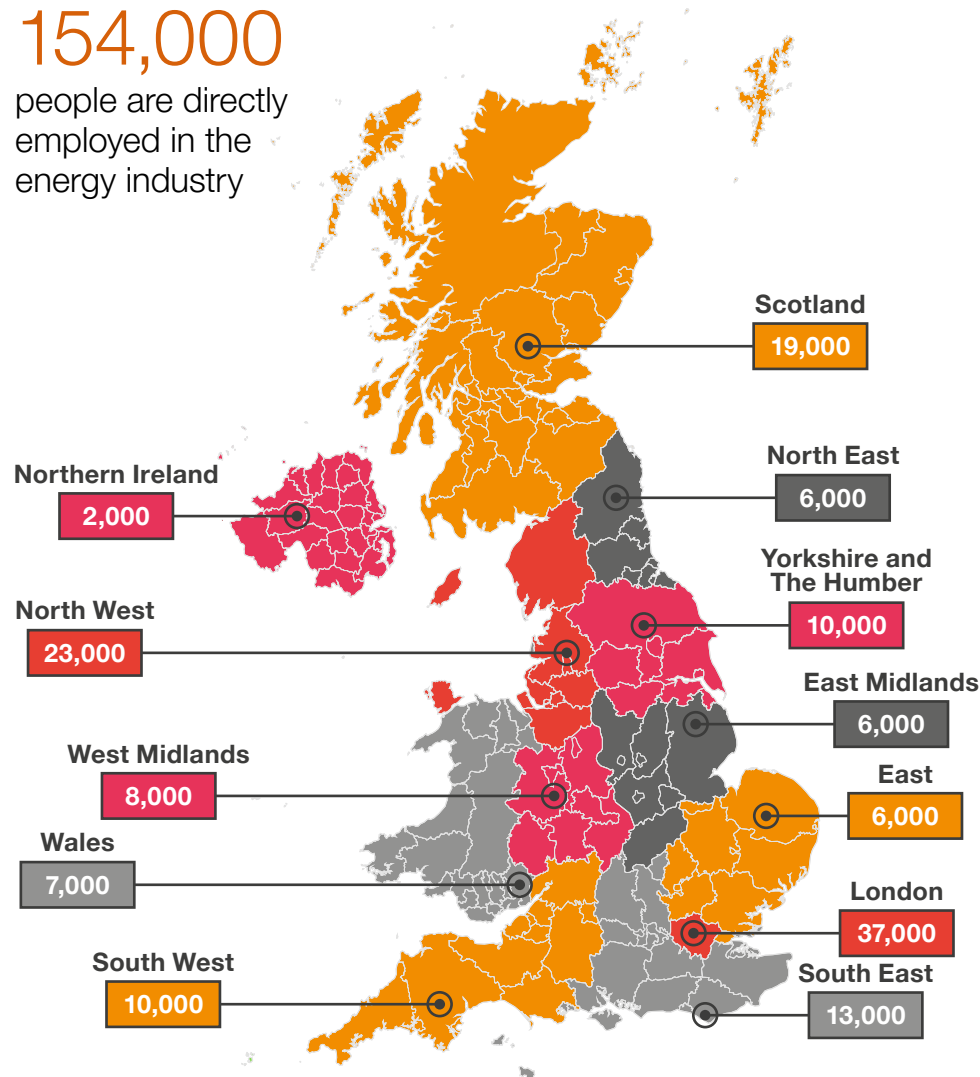 154,000
people are directly
employed in the
energy industry
Scotland
19,000
North East
6,000
Northern Ireland
2,000
Yorkshire and
The Humber
10,000
North West
23,000
East Midlands
6,000
West Midlands
8,000
East
6,000
Wales
7,000
London
37,000
South West
10,000
South East
13,000